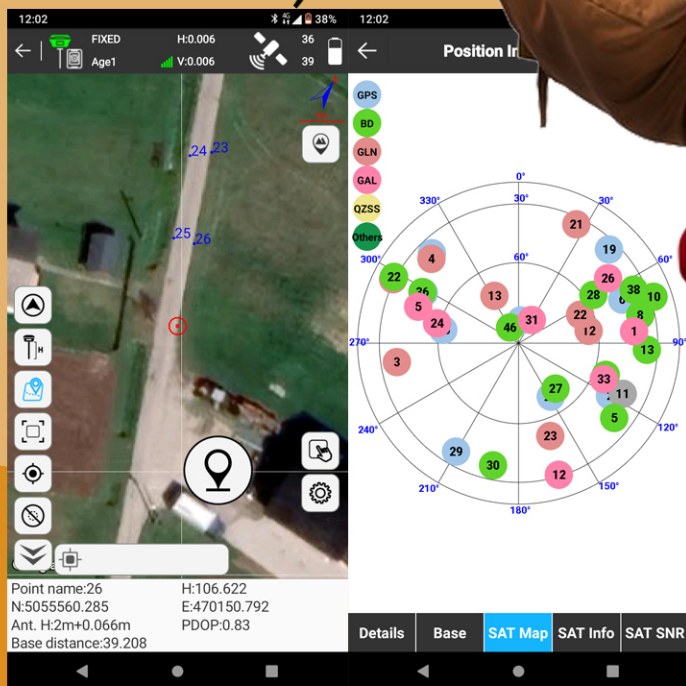 12:02
38%
FIXED
H:0.006
36
Age1
V:0.006
39
24 23
25 26
H
Point name:26
H:106.622
N:5055560.285
E:470150.792
Ant. H:2m+0.066m
PDOP:0.83
Base distance:39.208
12:02
Position In
GPS
BD
GLN
GAL
QZSS
Others
0°
30°
330°
30°
21
19
300°
4
60°
60°
22
26
26
38
5
13
28
6
10
24
46
31
22
8
12
1
270°
90°
3
13
33
27
11
5
240°
120°
23
29
30
12
210°
150°
180°
Details
Base
SAT Map
SAT Info
SAT SNR